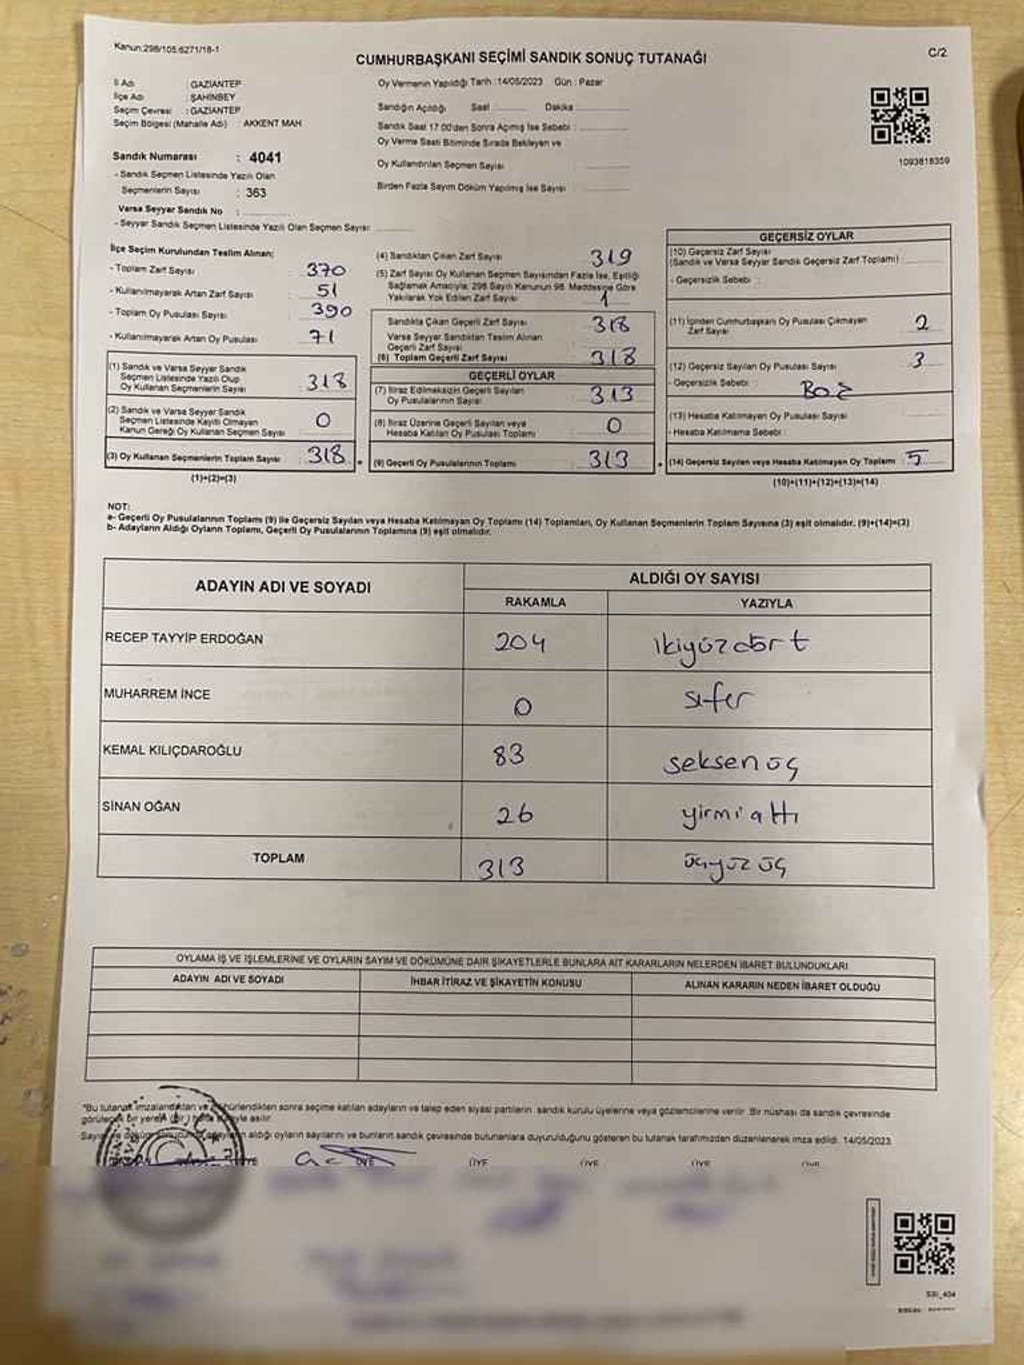 Kanun:298/105.6271/18-1
CUMHURBAŞKANI SEÇİMİ SANDIK SONUÇ TUTANAĞI
C/2
İl Adı : GAZİANTEP
İlçe Adı : ŞAHİNBEY
Seçim Çevresi : GAZİANTEP
Seçim Bölgesi (Mahalle Adı) : AKKENT MAH
Sandık Numarası : 4041
- Sandık Seçmen Listesinde Yazılı Olan
Seçmenlerin Sayısı : 363
Varsa Seyyar Sandık No :
- Seyyar Sandık Seçmen Listesinde Yazılı Olan Seçmen Sayısı
Oy Vermenin Yapıldığı Tarih :14/05/2023 Gün : Pazar
Sandığın Açıldığı Saat Dakika
Sandık Saat 17:00'den Sonra Açılmış İse Sebebi :
Oy Verme Saati Bitiminde Sırada Bekleyen ve
Oy Kullandırılan Seçmen Sayısı
Birden Fazla Sayım Döküm Yapılmış İse Sayısı :
1093818359
İlçe Seçim Kurulundan Teslim Alınan;
- Toplam Zarf Sayısı : 370
- Kullanılmayarak Artan Zarf Sayısı : 51
- Toplam Oy Pusulası Sayısı : 390
- Kullanılmayarak Artan Oy Pusulası : 71
(1) Sandık ve Varsa Seyyar Sandık
Seçmen Listesinde Yazılı Olup
Oy Kullanan Seçmenlerin Sayısı : 318
(2) Sandık ve Varsa Seyyar Sandık
Seçmen Listesinde Kayıtlı Olmayan
Kanun Gereği Oy Kullanan Seçmen Sayısı : 0
(3) Oy Kullanan Seçmenlerin Toplam Sayısı : 318
(1)+(2)=(3)
(4) Sandıktan Çıkan Zarf Sayısı : 319
(5) Zarf Sayısı Oy Kullanan Seçmen Sayısından Fazla İse, Eşitliği
Sağlamak Amacıyla; 298 Sayılı Kanunun 98. Maddesine Göre
Yakılarak Yok Edilen Zarf Sayısı : 1
Sandıkta Çıkan Geçerli Zarf Sayısı : 318
Varsa Seyyar Sandıktan Teslim Alınan
Geçerli Zarf Sayısı
(6) Toplam Geçerli Zarf Sayısı : 318
GEÇERLİ OYLAR
(7) İtiraz Edilmeksizin Geçerli Sayılan
Oy Pusulalarının Sayısı : 313
(8) İtiraz Üzerine Geçerli Sayılan veya
Hesaba Katılan Oy Pusulası Toplamı : 0
(9) Geçerli Oy Pusulalarının Toplamı : 313
GEÇERSİZ OYLAR
(10) Geçersiz Zarf Sayısı
(Sandık ve Varsa Seyyar Sandık Geçersiz Zarf Toplamı) :
- Geçersizlik Sebebi :
(11) İçinden Cumhurbaşkanı Oy Pusulası Çıkmayan
Zarf Sayısı : 2
(12) Geçersiz Sayılan Oy Pusulası Sayısı : 3
Geçersizlik Sebebi :
(13) Hesaba Katılmayan Oy Pusulası Sayısı :
- Hesaba Katılmama Sebebi :
(14) Geçersiz Sayılan veya Hesaba Katılmayan Oy Toplamı : 5
(10)+(11)+(12)+(13)=(14)
NOT:
a- Geçerli Oy Pusulalarının Toplamı (9) ile Geçersiz Sayılan veya Hesaba Katılmayan Oy Toplamı (14) Toplamları, Oy Kullanan Seçmenlerin Toplam Sayısına (3) eşit olmalıdır. (9)+(14)=(3)
b- Adayların Aldığı Oyların Toplamı, Geçerli Oy Pusulalarının Toplamına (9) eşit olmalıdır.
ADAYIN ADI VE SOYADI
ALDIĞI OY SAYISI
RAKAMLA YAZIYLA
RECEP TAYYİP ERDOĞAN 204 ikiyüzdört
MUHARREM İNCE 0 sıfır
KEMAL KILIÇDAROĞLU 83 seksenüç
SİNAN OĞAN 26 yirmialtı
TOPLAM 313 üçyüzüç
OYLAMA İŞ VE İŞLEMLERİNE VE OYLARIN SAYIM VE DÖKÜMÜNE DAİR ŞİKAYETLERLE BUNLARA AİT KARARLARIN NELERDEN İBARET BULUNDUKLARI
ADAYIN ADI VE SOYADI İHBAR İTİRAZ VE ŞİKAYETİN KONUSU ALINAN KARARIN NEDEN İBARET OLDUĞU
*Bu tutanak imzalandıktan ve mühürlendikten sonra seçime katılan adayların ve talep eden siyasi partilerin sandık kurulu üyelerine veya gözlemcilerine verilir. Bir nüshası da sandık çevresinde
görülecek bir yere asılır.
aldığı oyların sayılarını ve bunların sandık çevresinde bulunanlara duyurulduğunu gösteren bu tutanak tarafımızdan düzenlenerek imza edildi. 14/05/2023
ÜYE ÜYE ÜYE ÜYE ÜYE ÜYE